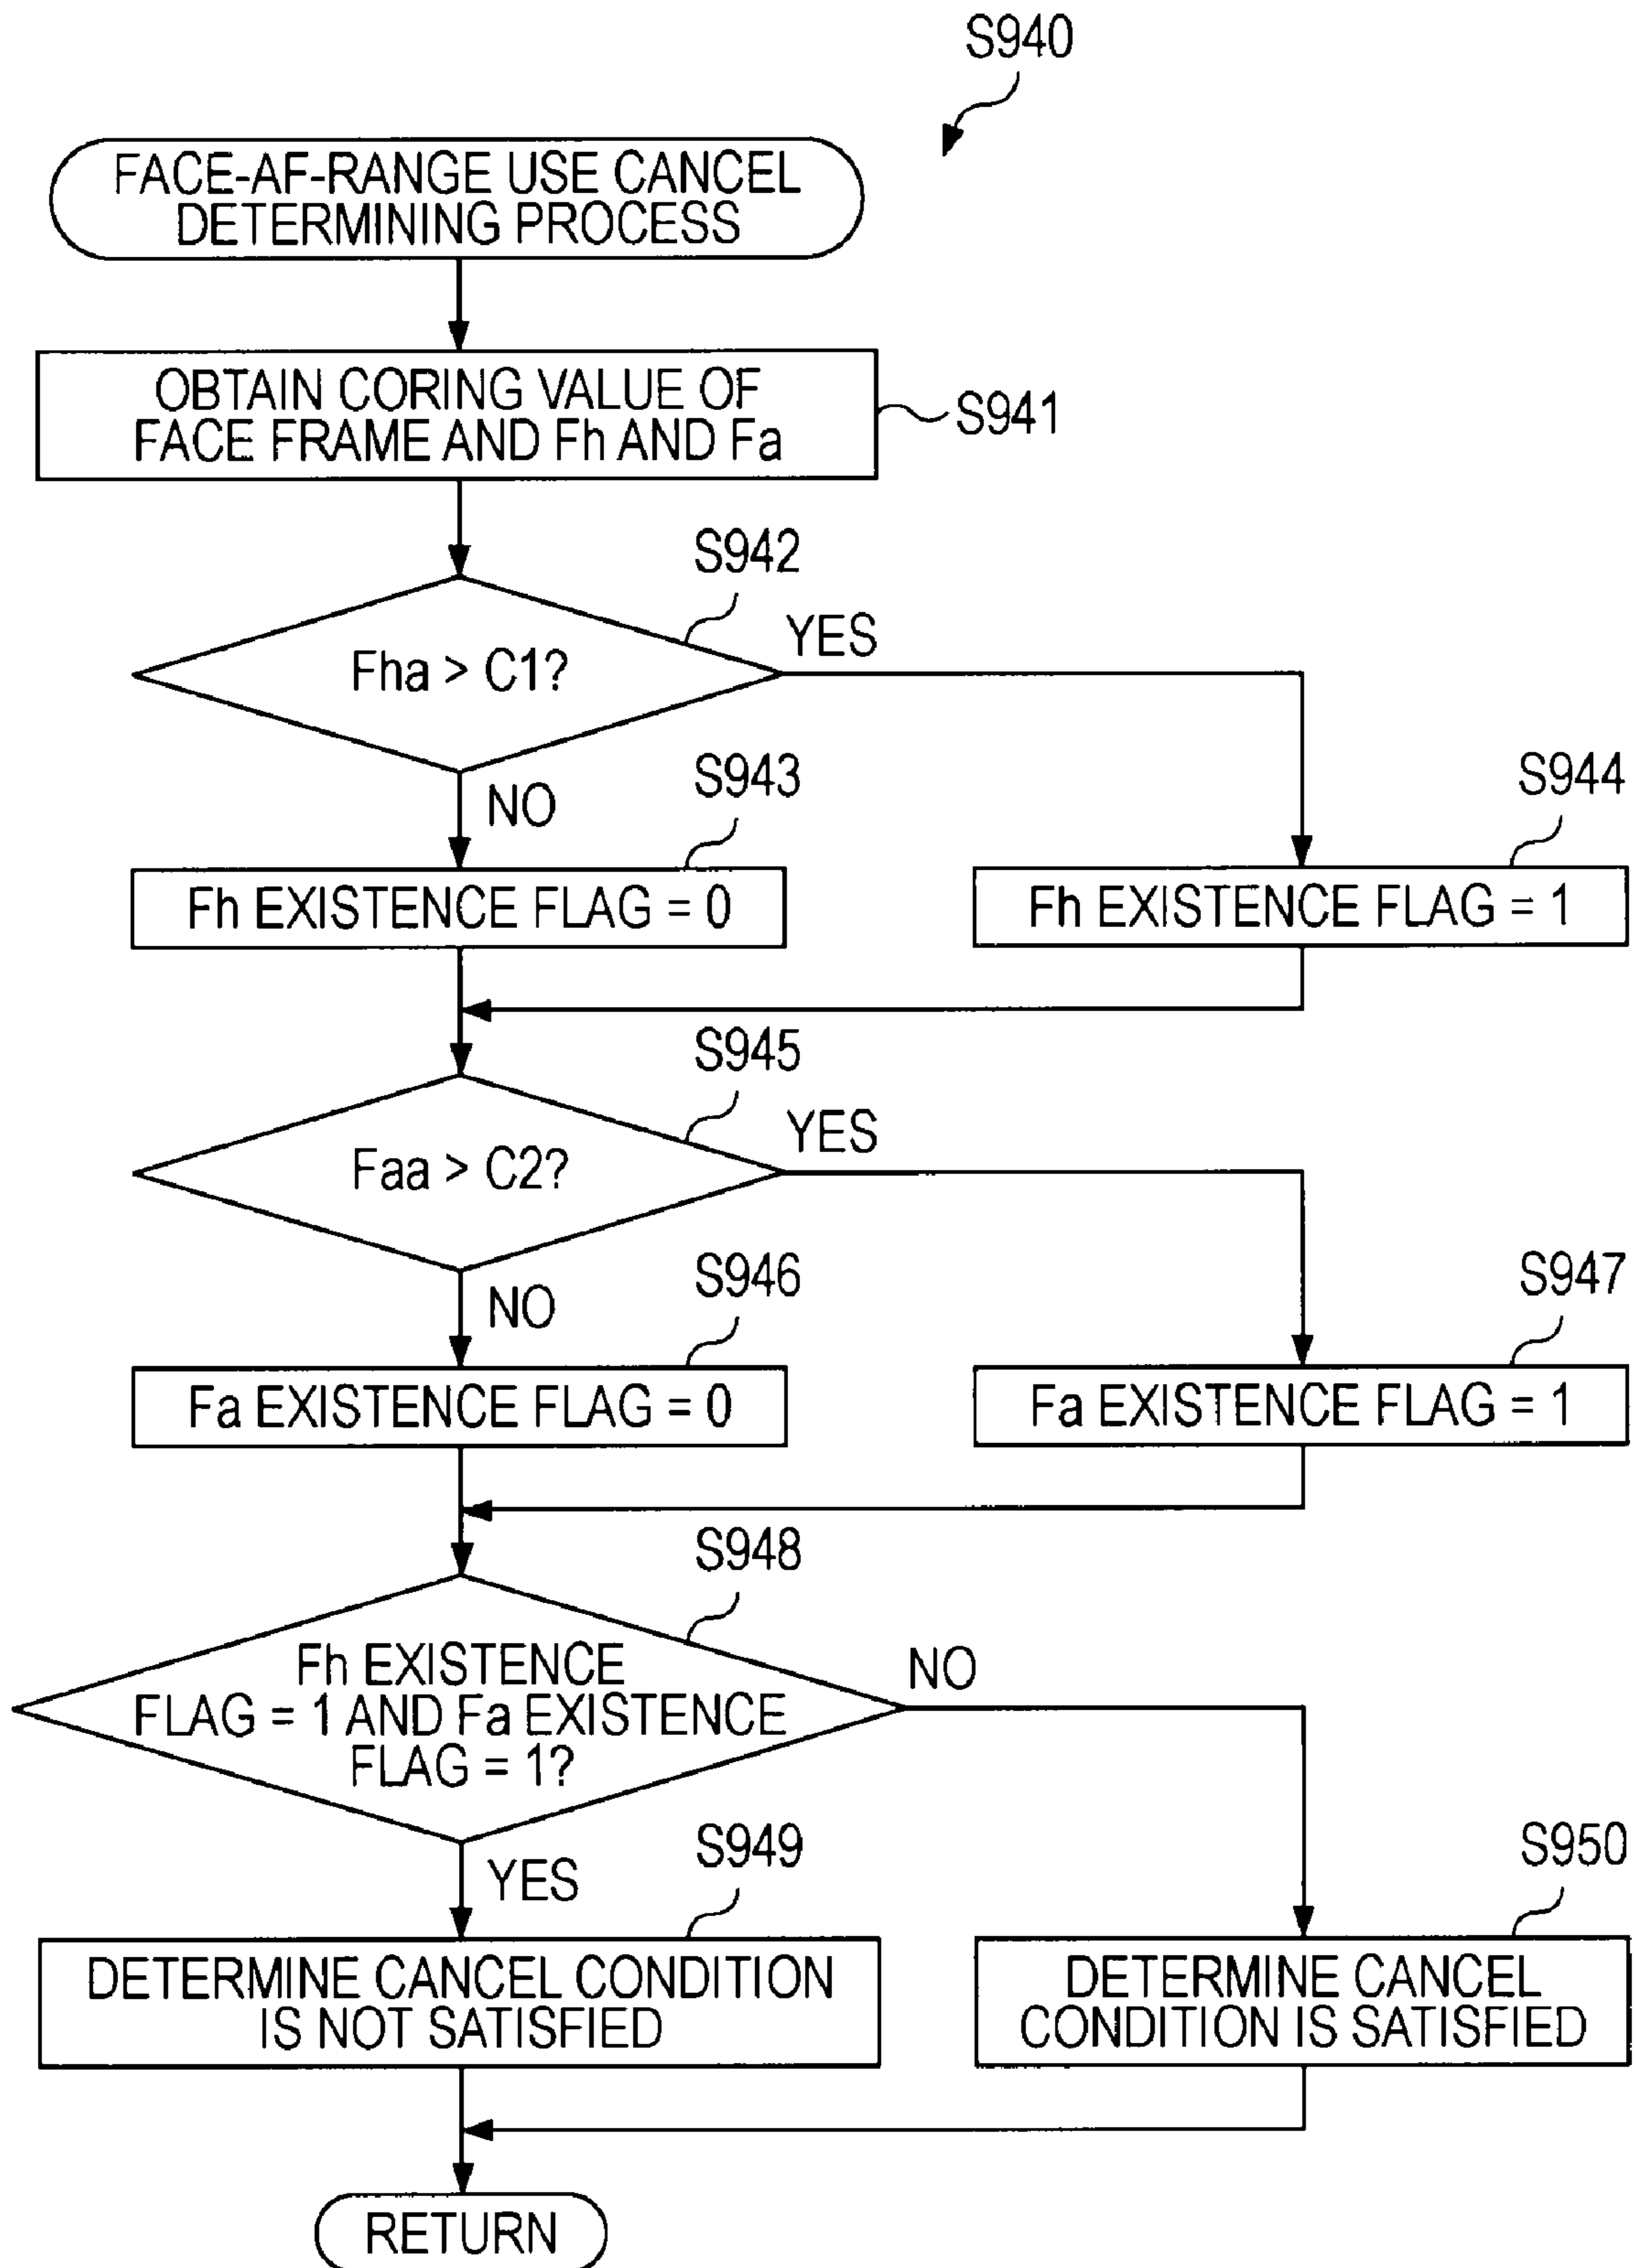 S940
FACE-AF-RANGE USE CANCEL
DETERMINING PROCESS
OBTAIN CORING VALUE OF
FACE FRAME AND Fh AND Fa
S941
S942
Fha > C1?
YES
NO
S943
Fh EXISTENCE FLAG = 0
S944
Fh EXISTENCE FLAG = 1
S945
Faa > C2?
YES
NO
S946
Fa EXISTENCE FLAG = 0
S947
Fa EXISTENCE FLAG = 1
S948
Fh EXISTENCE
FLAG = 1 AND Fa EXISTENCE
FLAG = 1?
NO
YES
S949
DETERMINE CANCEL CONDITION
IS NOT SATISFIED
S950
DETERMINE CANCEL
CONDITION IS SATISFIED
RETURN